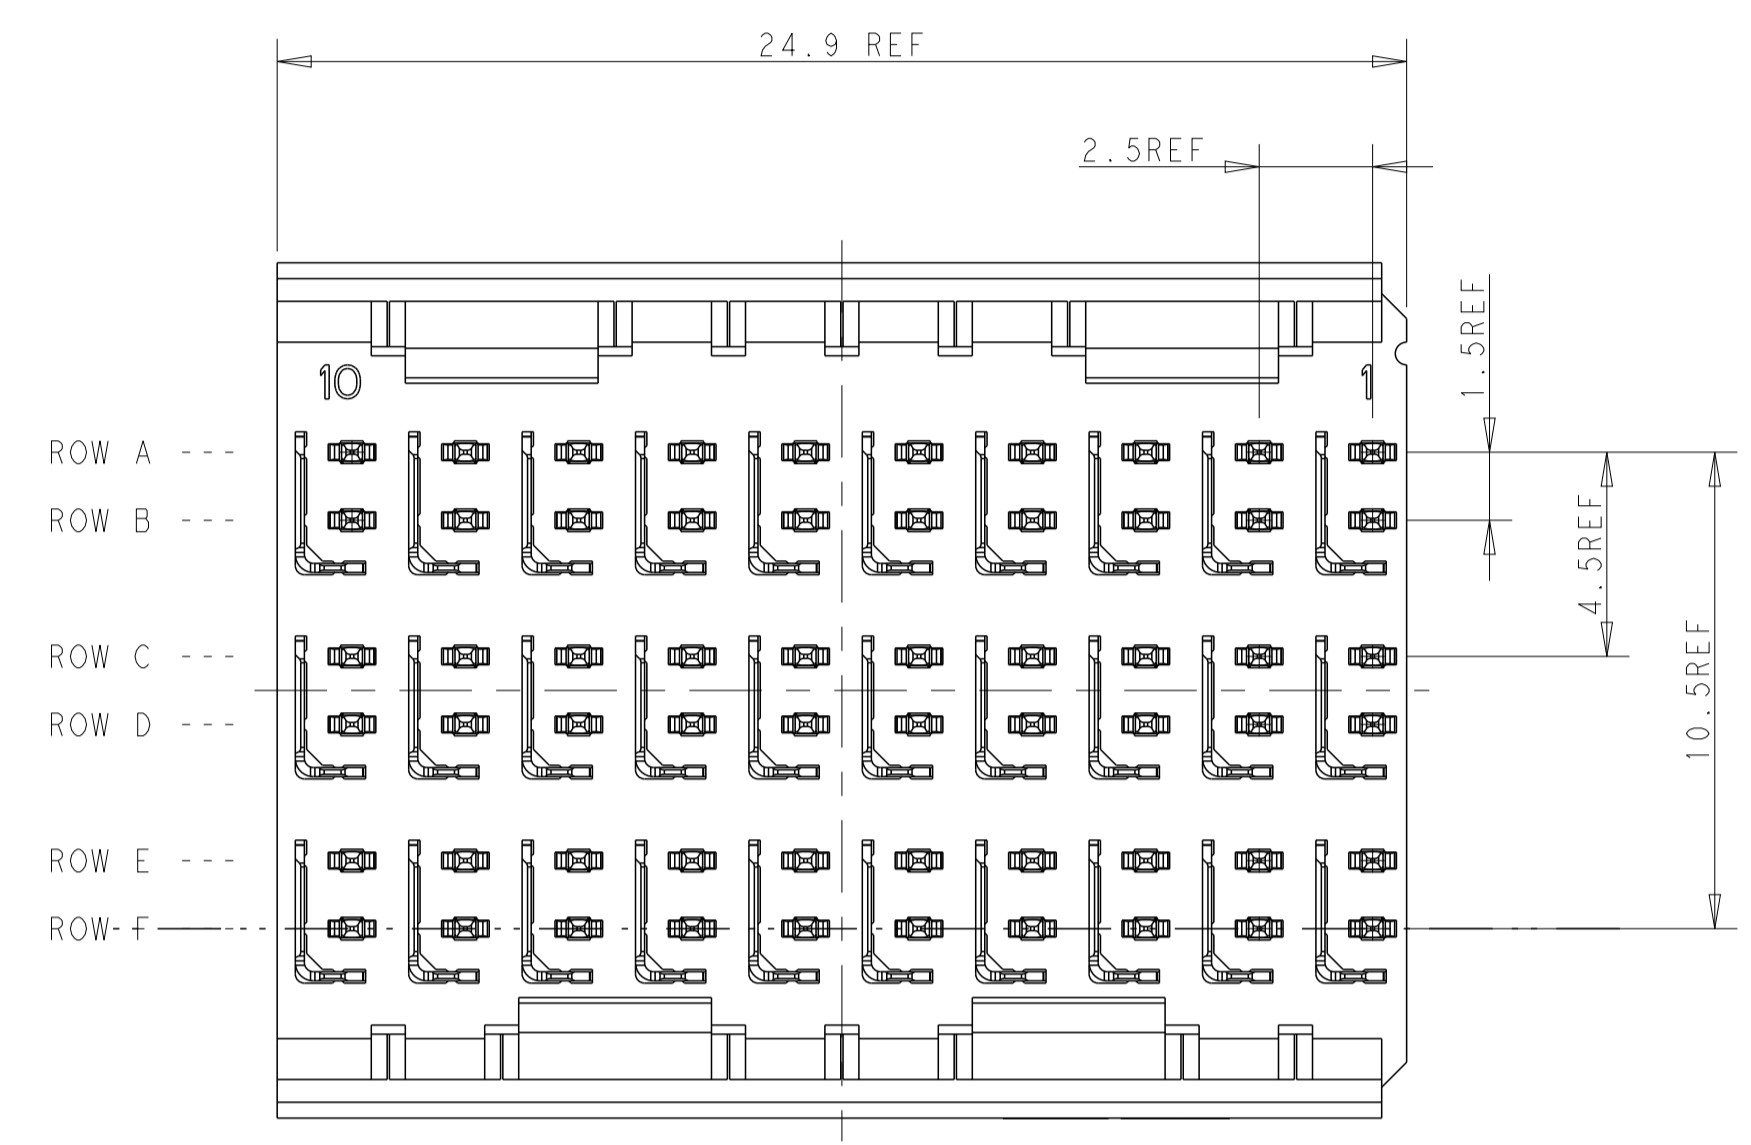 24.9 REF
2.5REF
1.5REF
10
1
ROW A
ROW B
4.5REF
ROW C
10.5REF
ROW D
ROW E
ROW F